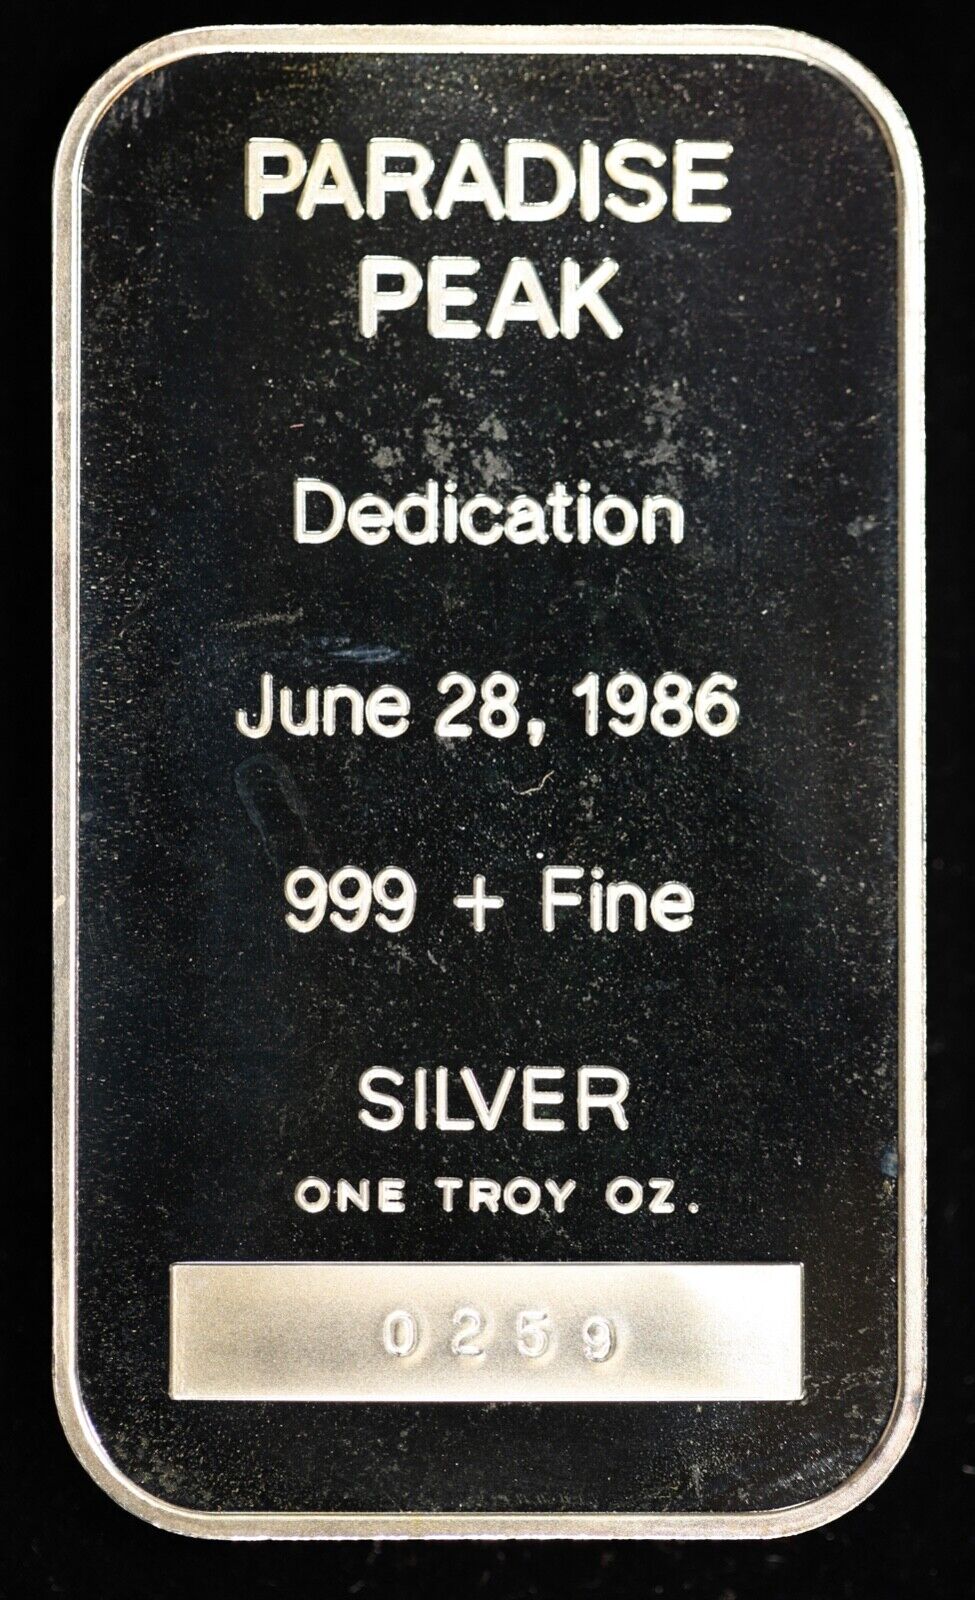 PARADISE
PEAK
Dedication
June 28, 1986
999 + Fine
SILVER
ONE TROY OZ.
0259